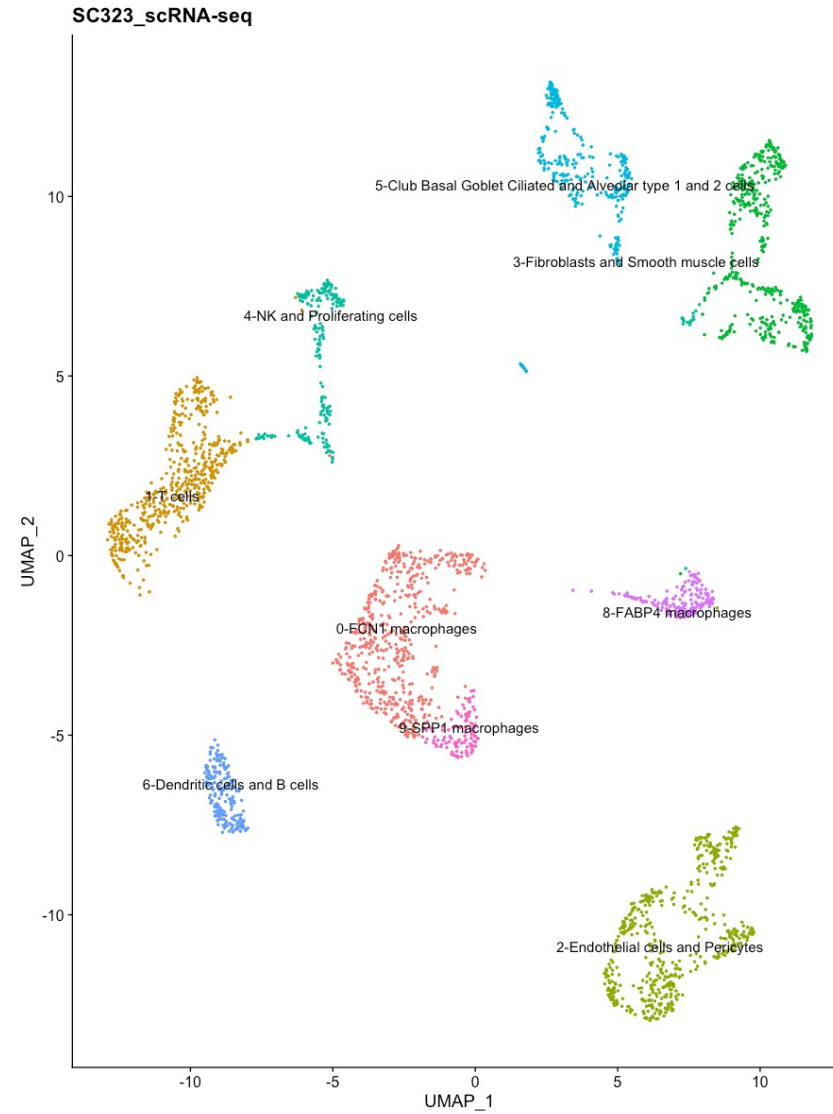 SC323_scRNA-seq
5-Club Basal Goblet Ciliated and Alveolar type 1 and 2 cells
10
3-Fibroblasts and Smooth muscle cells
4-NK and Proliferating cells
5
1-T cells
UMAP_2
0
8-FABP4 macrophages
0-FCN1 macrophages
-5
9-SPP1 macrophages
6-Dendritic cells and B cells
-10
2-Endothelial cells and Pericytes
-10 -5 0 5 10
UMAP_1